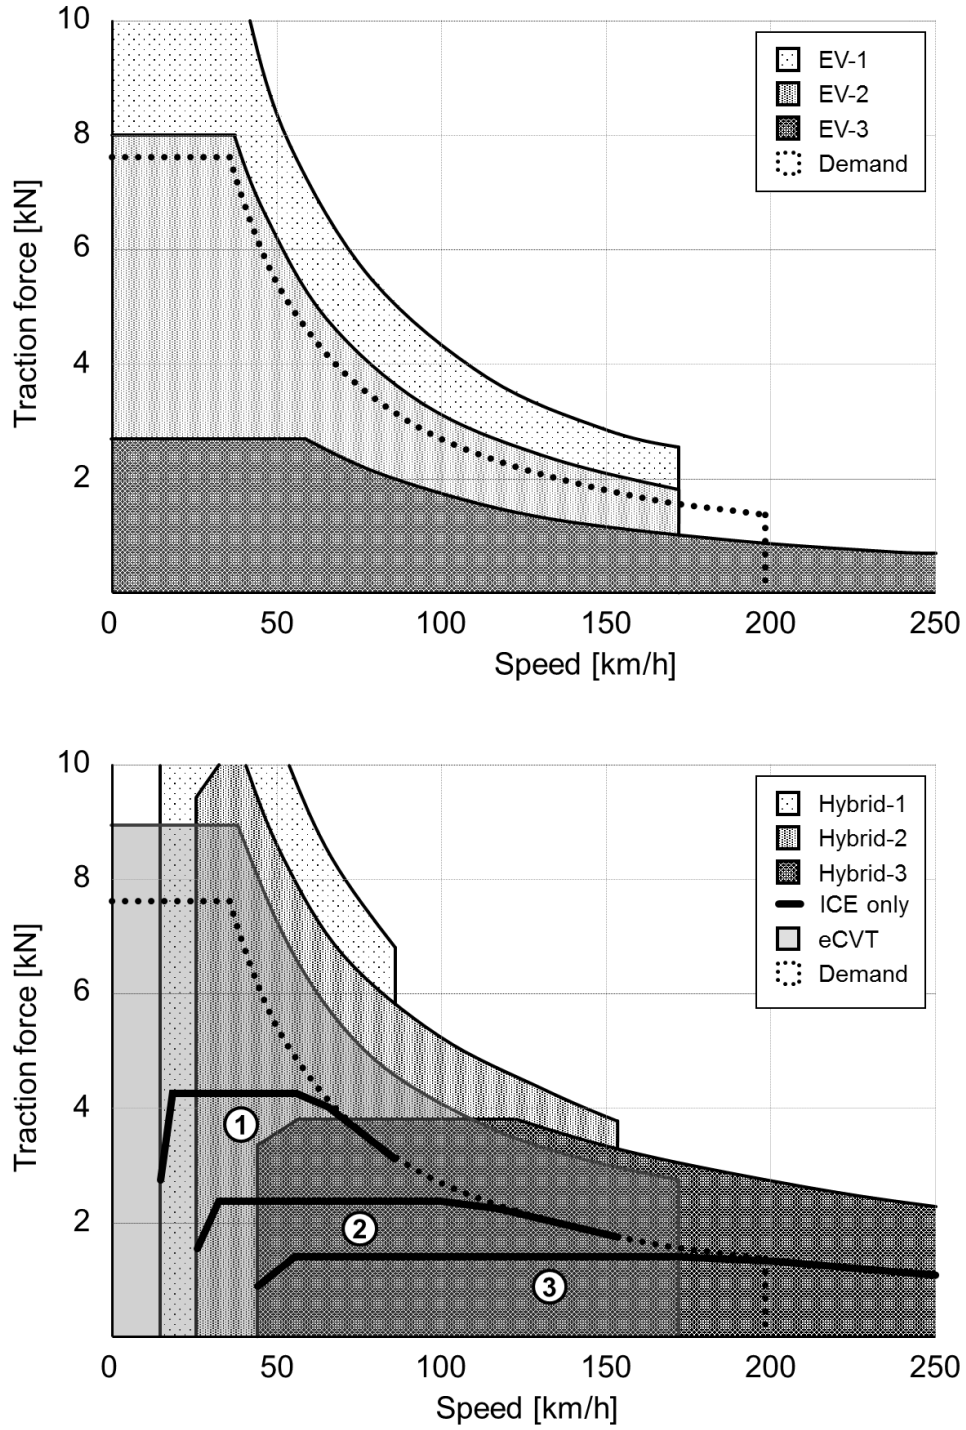 10
8
6
4
2
Traction force [kN]
EV-1
EV-2
EV-3
Demand
0 50 100 150 200 250
Speed [km/h]
10
8
6
4
2
Traction force [kN]
Hybrid-1
Hybrid-2
Hybrid-3
ICE only
eCVT
Demand
1
2
3
0 50 100 150 200 250
Speed [km/h]